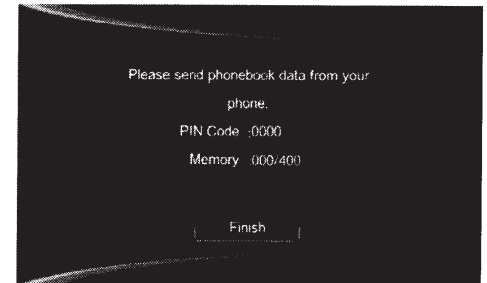 Please send phonebook data from your
phone.
PIN Code :0000
Memory :000/400
Finish